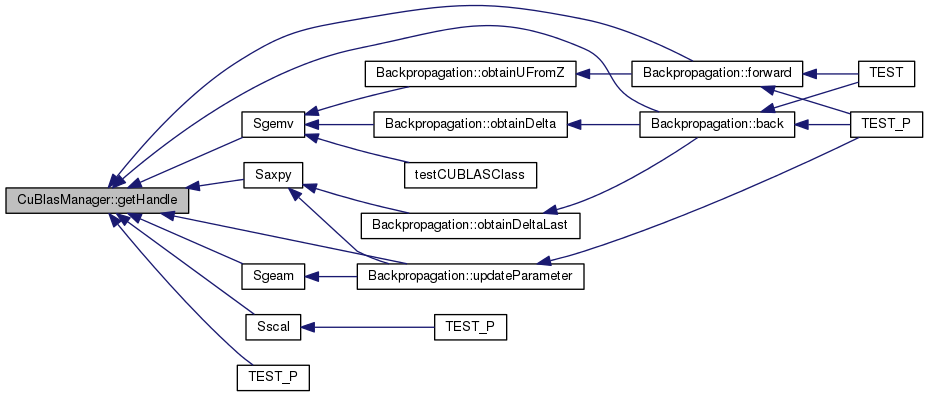 CuBlasManager::getHandle
Sgemv
Saxpy
Sgeam
Sscal
TEST_P
Backpropagation::obtainUFromZ
Backpropagation::obtainDelta
testCUBLASClass
Backpropagation::obtainDeltaLast
Backpropagation::updateParameter
TEST_P
Backpropagation::forward
Backpropagation::back
TEST
TEST_P